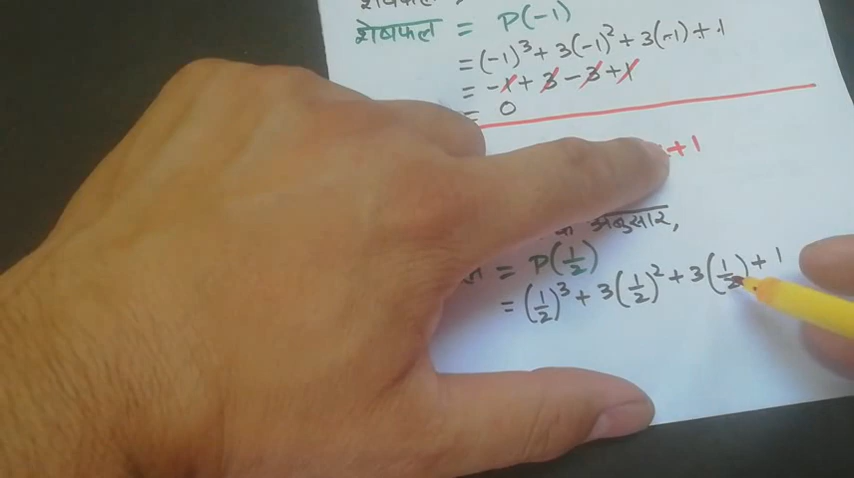 शेषफल = P(-1)
= (-1)³ + 3(-1)² + 3(-1) + 1
= -1 + 3 - 3 + 1
= 0
+ 1
अनुसार,
= P(1/2)
= (1/2)³ + 3(1/2)² + 3(1/2) + 1